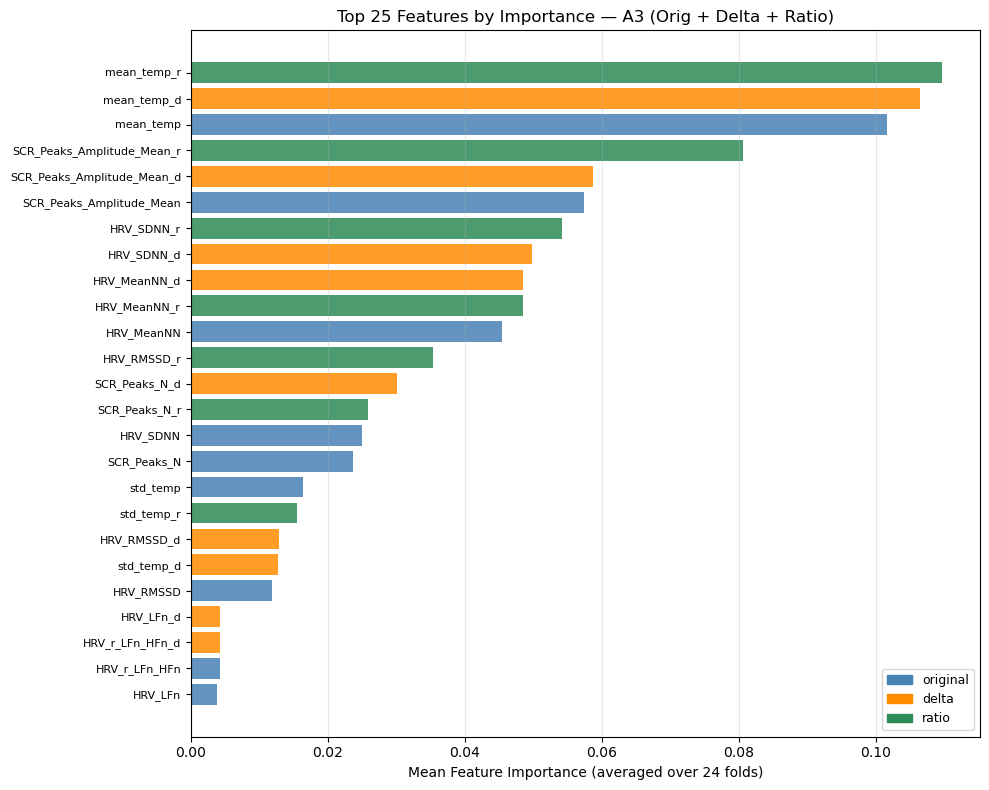 Top 25 Features by Importance — A3 (Orig + Delta + Ratio)
mean_temp_r
mean_temp_d
mean_temp
SCR_Peaks_Amplitude_Mean_r
SCR_Peaks_Amplitude_Mean_d
SCR_Peaks_Amplitude_Mean
HRV_SDNN_r
HRV_SDNN_d
HRV_MeanNN_d
HRV_MeanNN_r
HRV_MeanNN
HRV_RMSSD_r
SCR_Peaks_N_d
SCR_Peaks_N_r
HRV_SDNN
SCR_Peaks_N
std_temp
std_temp_r
HRV_RMSSD_d
std_temp_d
HRV_RMSSD
HRV_LFn_d
HRV_r_LFn_HFn_d
HRV_r_LFn_HFn
HRV_LFn
original
delta
ratio
0.00 0.02 0.04 0.06 0.08 0.10
Mean Feature Importance (averaged over 24 folds)